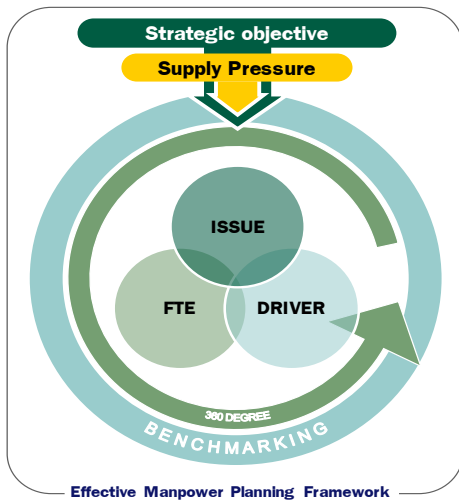 Strategic objective
Supply Pressure
ISSUE
FTE
DRIVER
360 DEGREE
BENCHMARKING
Effective Manpower Planning Framework